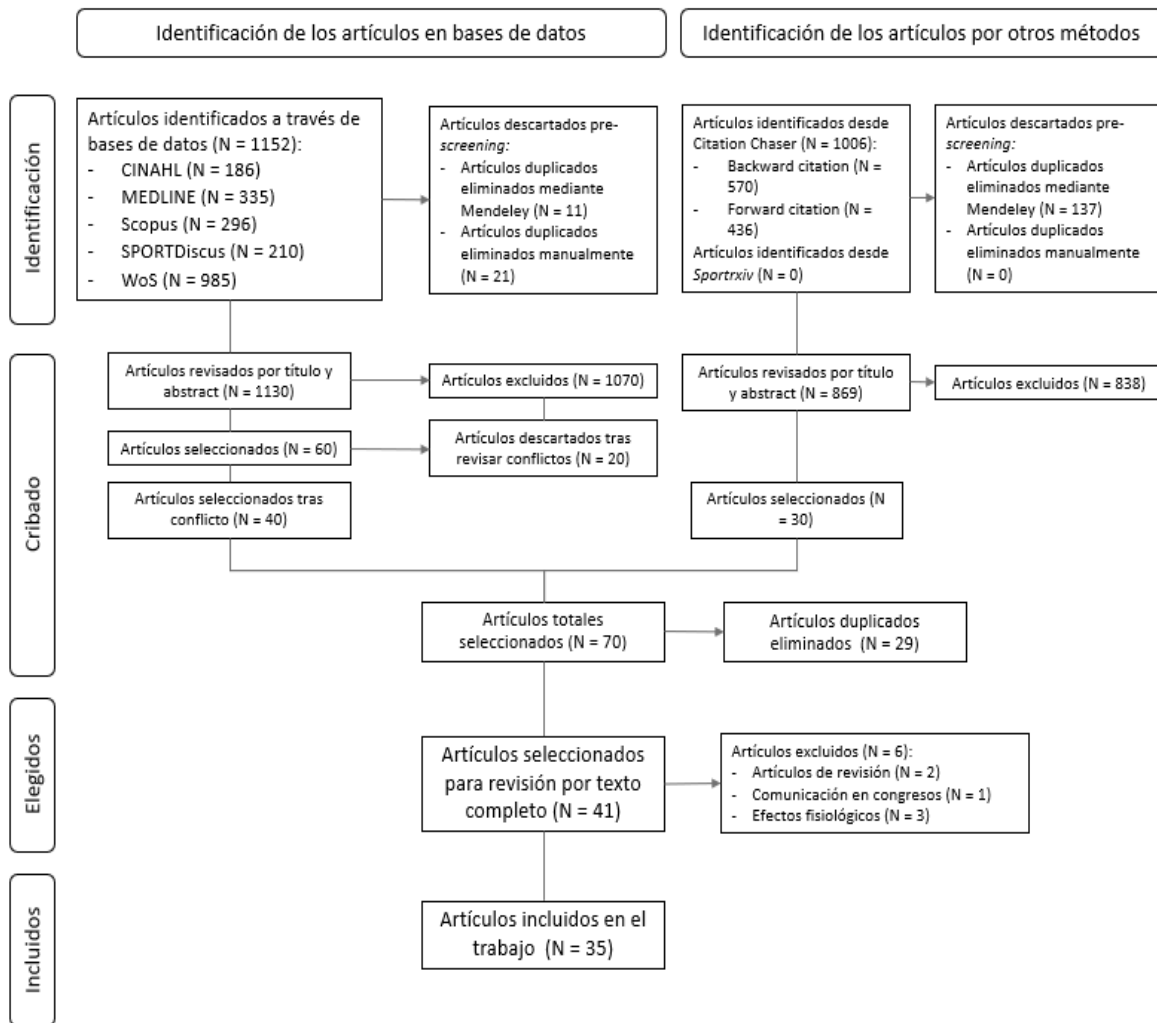 Identificación de los artículos en bases de datos
Identificación de los artículos por otros métodos
Identificación
Artículos identificados a través de
bases de datos (N = 1152):
- CINAHL (N = 186)
- MEDLINE (N = 335)
- Scopus (N = 296)
- SPORTDiscus (N = 210)
- WoS (N = 985)
Artículos descartados pre-
screening:
- Artículos duplicados
eliminados mediante
Mendeley (N = 11)
- Artículos duplicados
eliminados manualmente
(N = 21)
Artículos identificados desde
Citation Chaser (N = 1006):
- Backward citation (N =
570)
- Forward citation (N =
436)
Artículos identificados desde
Sportrxiv (N = 0)
Artículos descartados pre-
screening:
- Artículos duplicados
eliminados mediante
Mendeley (N = 137)
- Artículos duplicados
eliminados manualmente
(N = 0)
Cribado
Artículos revisados por título y
abstract (N = 1130)
Artículos excluidos (N = 1070)
Artículos revisados por título
y abstract (N = 869)
Artículos excluidos (N = 838)
Artículos seleccionados (N = 60)
Artículos descartados tras
revisar conflictos (N = 20)
Artículos seleccionados tras
conflicto (N = 40)
Artículos seleccionados (N
= 30)
Artículos totales
seleccionados (N = 70)
Artículos duplicados
eliminados (N = 29)
Elegidos
Artículos seleccionados
para revisión por texto
completo (N = 41)
Artículos excluidos (N = 6):
- Artículos de revisión (N = 2)
- Comunicación en congresos (N = 1)
- Efectos fisiológicos (N = 3)
Incluidos
Artículos incluidos en el
trabajo (N = 35)